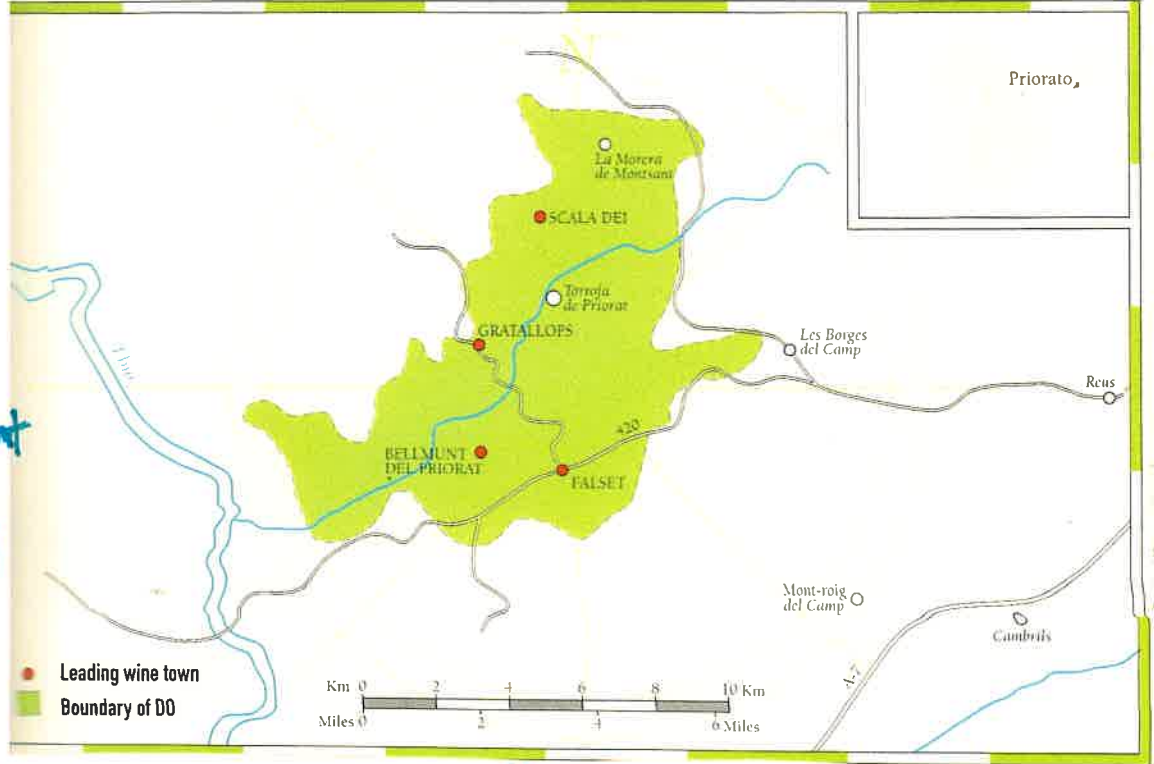 Priorato
La Morera
de Montsant
SCALA DEI
Torroja
de Priorat
GRATALLOPS
Les Borges
del Camp
Reus
420
BELLMUNT
DEL PRIORAT
FALSET
Mont-roig
del Camp
Cambrils
A-7
Leading wine town
Boundary of DO
Km 0 2 4 6 8 10 Km
Miles 0 2 4 6 Miles